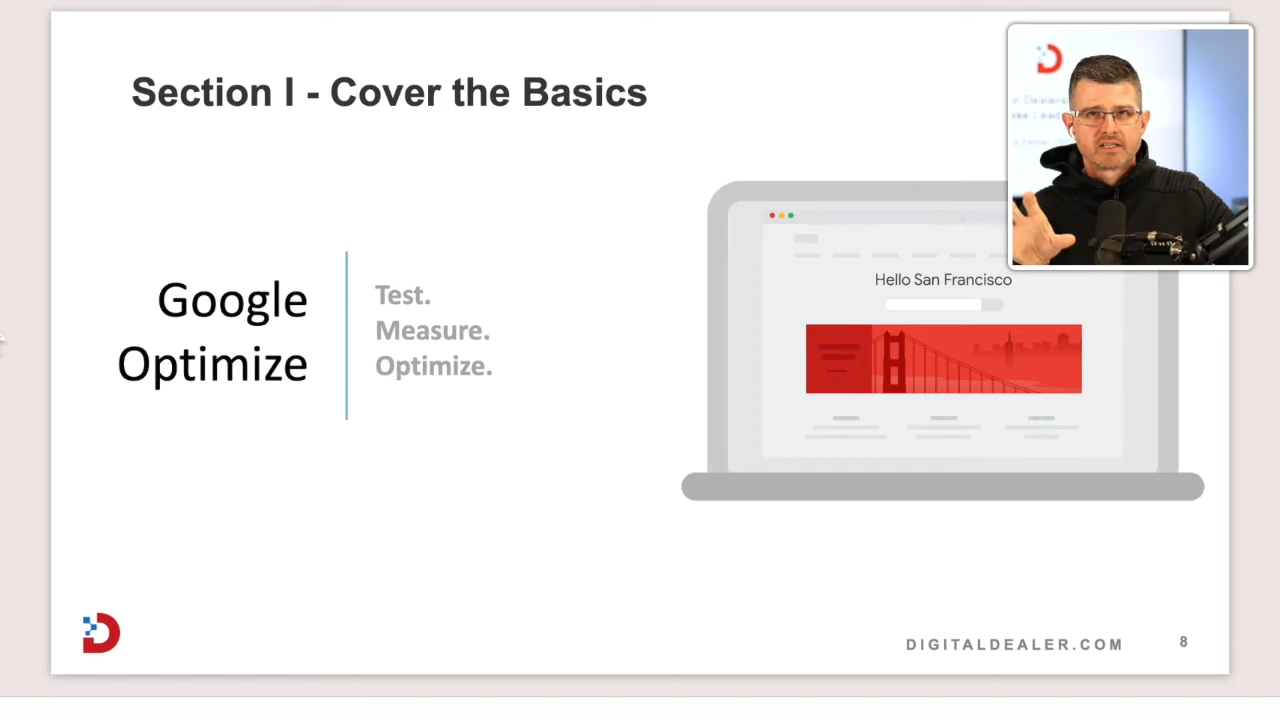 Section I - Cover the Basics
Google
Optimize
Test.
Measure.
Optimize.
Hello San Francisco
DIGITALDEALER.COM
8